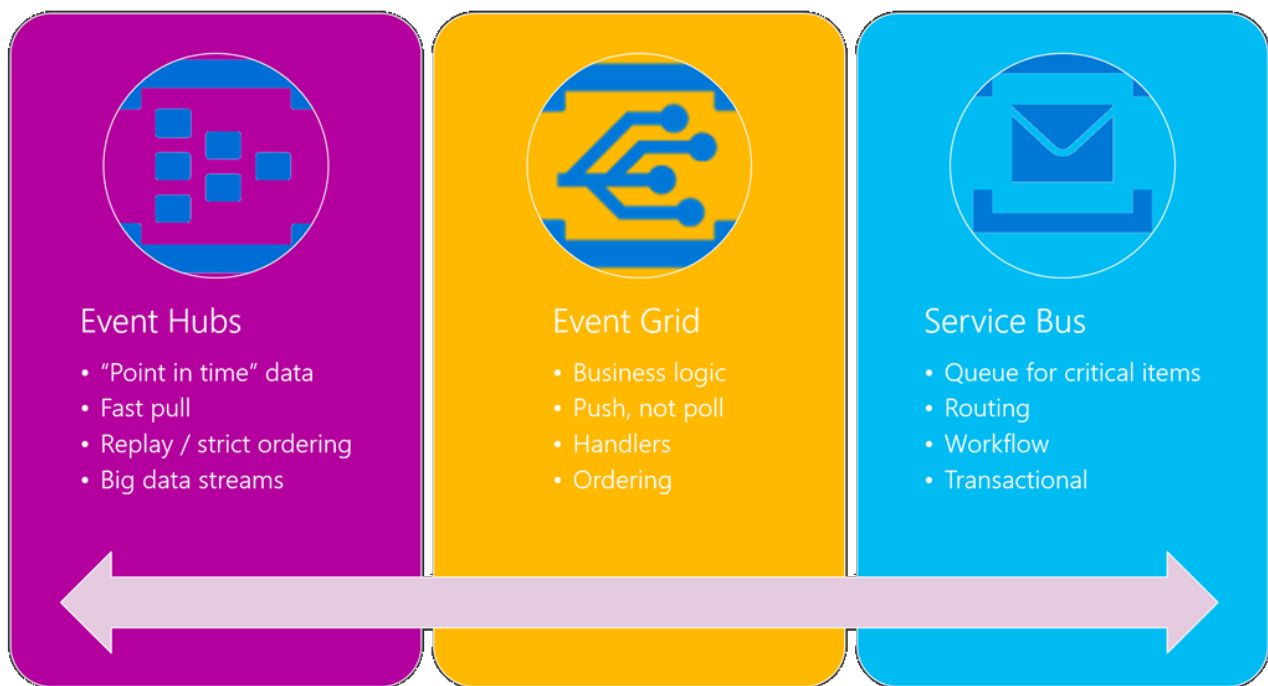 Event Hubs
• “Point in time” data
• Fast pull
• Replay / strict ordering
• Big data streams
Event Grid
• Business logic
• Push, not poll
• Handlers
• Ordering
Service Bus
• Queue for critical items
• Routing
• Workflow
• Transactional